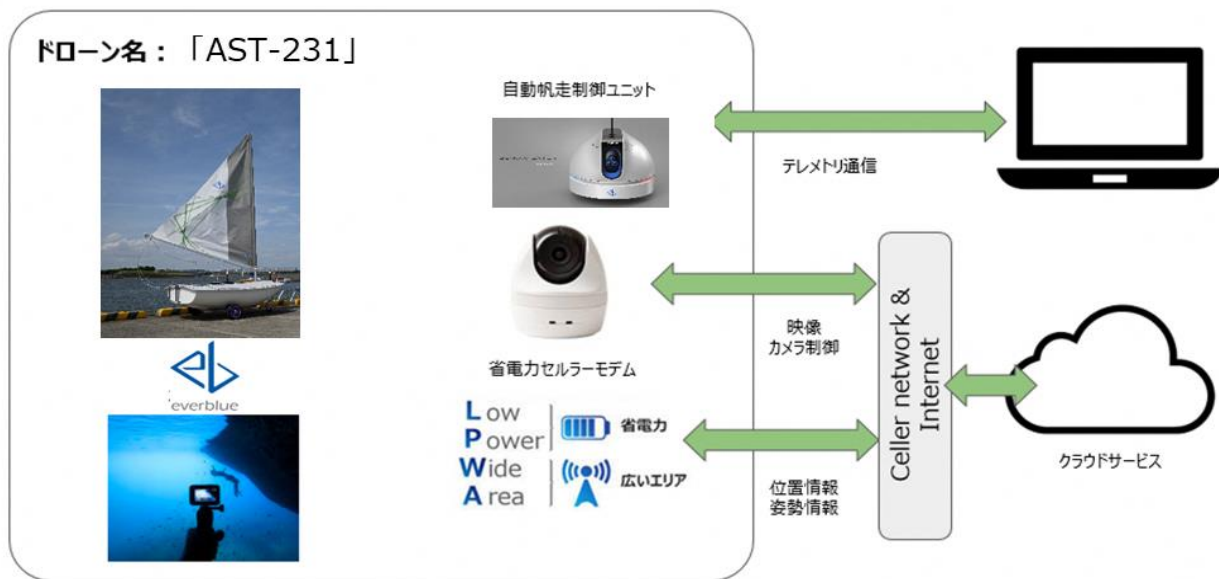 ドローン名：「AST-231」
自動帆走制御ユニット
テレメトリ通信
映像
カメラ制御
省電力セルラーモデム
everblue
Low
Power
Wide
Area
省電力
広いエリア
位置情報
姿勢情報
Celler network &
Internet
クラウドサービス